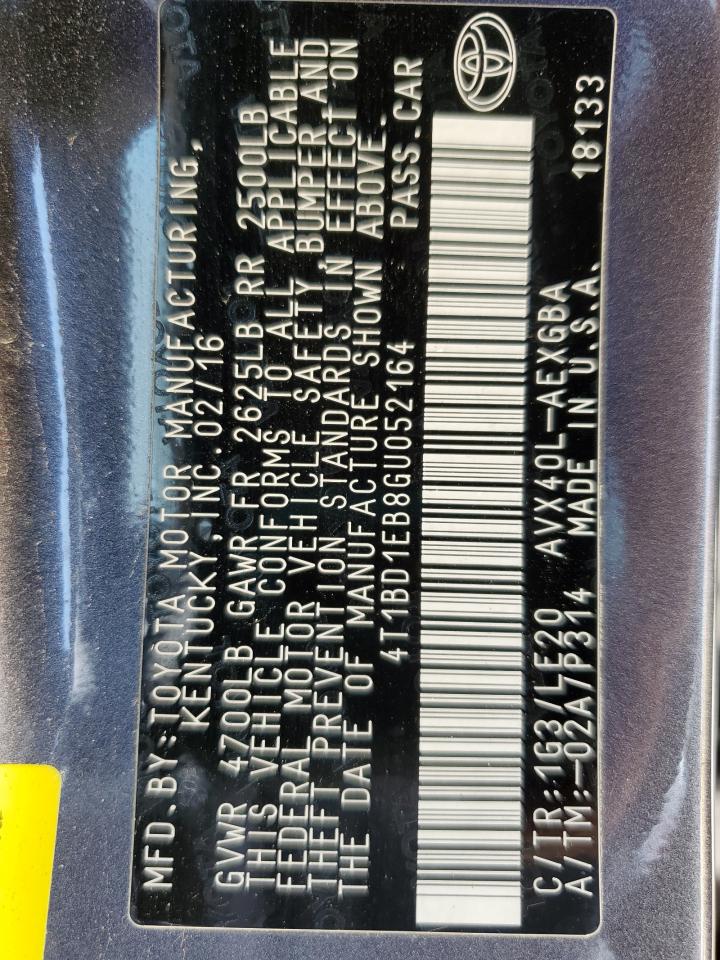 MFD.BY:TOYOTA MOTOR MANUFACTURING,
KENTUCKY,INC.02/16
GVWR 4700LB GAWR FR 2625LB RR 2500LB
THIS VEHICLE CONFORMS TO ALL APPLICABLE
FEDERAL MOTOR VEHICLE SAFETY, BUMPER,AND
THEFT PREVENTION STANDARDS IN EFFECT ON
THE DATE OF MANUFACTURE SHOWN ABOVE.
4T1BD1EB8GU052164 PASS.CAR
C/TR:1G3/LE20 AVX40L-AEXGBA 18133
A/TM:-02A/P314 MADE IN U.S.A.